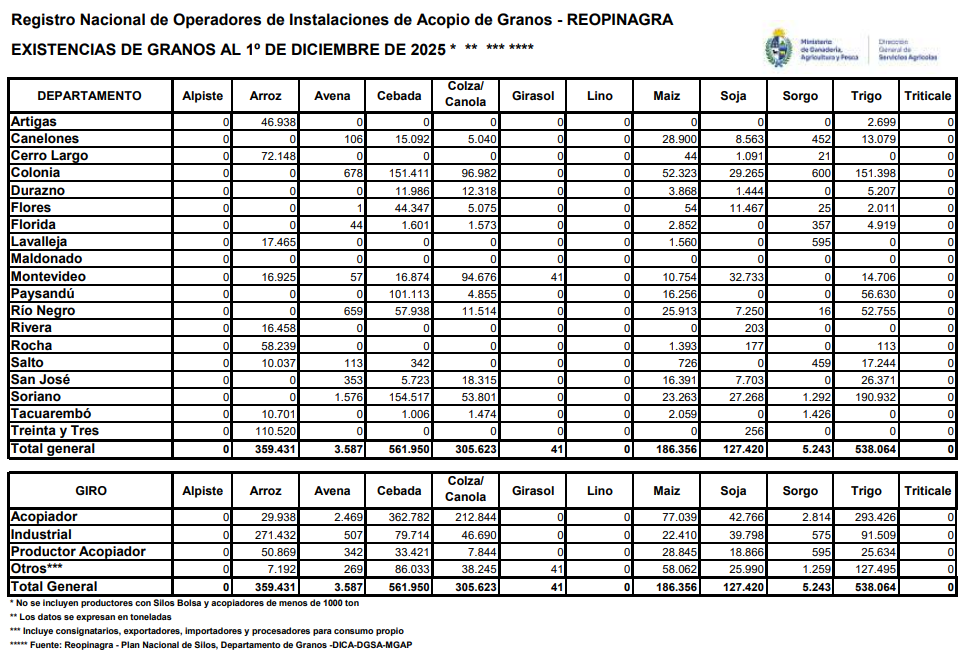 Registro Nacional de Operadores de Instalaciones de Acopio de Granos - REOPINAGRA
EXISTENCIAS DE GRANOS AL 1º DE DICIEMBRE DE 2025 * ** *** ****
Ministerio
de Ganadería,
Agricultura y Pesca
Dirección
General de
Servicios Agrícolas
DEPARTAMENTO Alpiste Arroz Avena Cebada Colza/ Canola Girasol Lino Maiz Soja Sorgo Trigo Triticale
Artigas 0 46.938 0 0 0 0 0 0 0 0 2.699 0
Canelones 0 0 106 15.092 5.040 0 0 28.900 8.563 452 13.079 0
Cerro Largo 0 72.148 0 0 0 0 0 44 1.091 21 0 0
Colonia 0 0 678 151.411 96.982 0 0 52.323 29.265 600 151.398 0
Durazno 0 0 0 11.986 12.318 0 0 3.868 1.444 0 5.207 0
Flores 0 0 1 44.347 5.075 0 0 54 11.467 25 2.011 0
Florida 0 0 44 1.601 1.573 0 0 2.852 0 357 4.919 0
Lavalleja 0 17.465 0 0 0 0 0 1.560 0 595 0 0
Maldonado 0 0 0 0 0 0 0 0 0 0 0 0
Montevideo 0 16.925 57 16.874 94.676 41 0 10.754 32.733 0 14.706 0
Paysandú 0 0 0 101.113 4.855 0 0 16.256 0 0 56.630 0
Río Negro 0 0 659 57.938 11.514 0 0 25.913 7.250 16 52.755 0
Rivera 0 16.458 0 0 0 0 0 0 203 0 0 0
Rocha 0 58.239 0 0 0 0 0 1.393 177 0 113 0
Salto 0 10.037 113 342 0 0 0 726 0 459 17.244 0
San José 0 0 353 5.723 18.315 0 0 16.391 7.703 0 26.371 0
Soriano 0 0 1.576 154.517 53.801 0 0 23.263 27.268 1.292 190.932 0
Tacuarembó 0 10.701 0 1.006 1.474 0 0 2.059 0 1.426 0 0
Treinta y Tres 0 110.520 0 0 0 0 0 0 256 0 0 0
Total general 0 359.431 3.587 561.950 305.623 41 0 186.356 127.420 5.243 538.064 0
GIRO Alpiste Arroz Avena Cebada Colza/ Canola Girasol Lino Maiz Soja Sorgo Trigo Triticale
Acopiador 0 29.938 2.469 362.782 212.844 0 0 77.039 42.766 2.814 293.426 0
Industrial 0 271.432 507 79.714 46.690 0 0 22.410 39.798 575 91.509 0
Productor Acopiador 0 50.869 342 33.421 7.844 0 0 28.845 18.866 595 25.634 0
Otros*** 0 7.192 269 86.033 38.245 41 0 58.062 25.990 1.259 127.495 0
Total General 0 359.431 3.587 561.950 305.623 41 0 186.356 127.420 5.243 538.064 0
* No se incluyen productores con Silos Bolsa y acopiadores de menos de 1000 ton
** Los datos se expresan en toneladas
*** Incluye consignatarios, exportadores, importadores y procesadores para consumo propio
***** Fuente: Reopinagra - Plan Nacional de Silos, Departamento de Granos -DICA-DGSA-MGAP